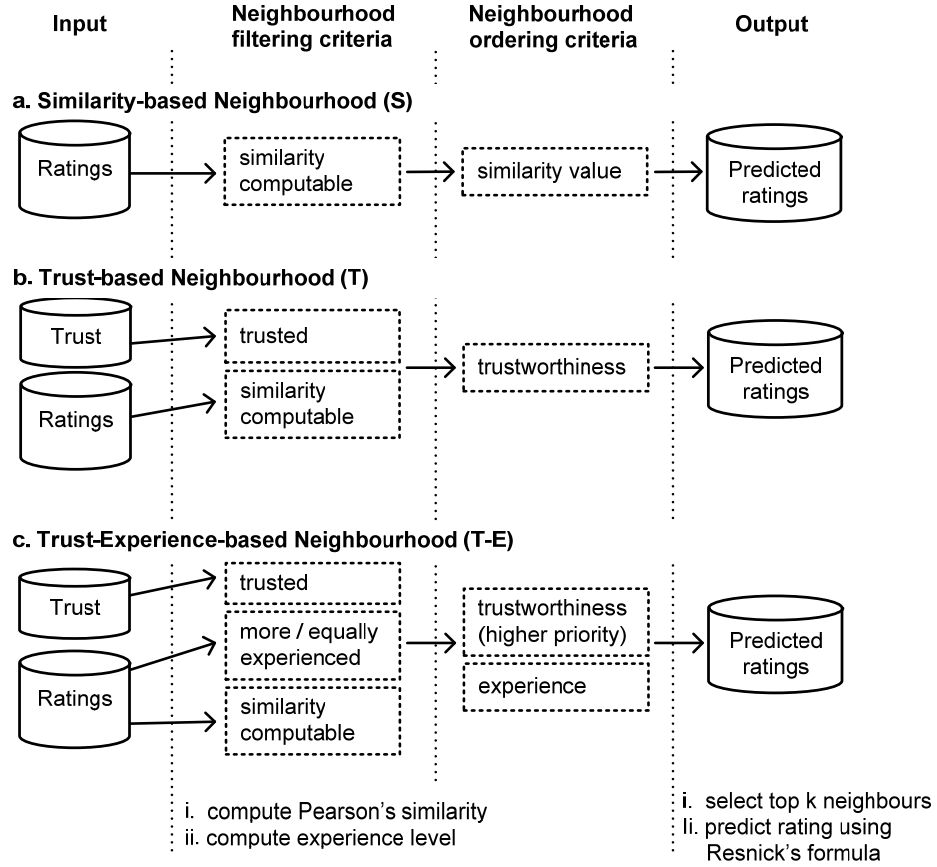 Input
Neighbourhood
filtering criteria
Neighbourhood
ordering criteria
Output
a. Similarity-based Neighbourhood (S)
Ratings
similarity
computable
similarity value
Predicted
ratings
b. Trust-based Neighbourhood (T)
Trust
Ratings
trusted
similarity
computable
trustworthiness
Predicted
ratings
c. Trust-Experience-based Neighbourhood (T-E)
Trust
Ratings
trusted
more / equally
experienced
similarity
computable
trustworthiness
(higher priority)
experience
Predicted
ratings
i. compute Pearson's similarity
ii. compute experience level
i. select top k neighbours
Ii. predict rating using
Resnick's formula